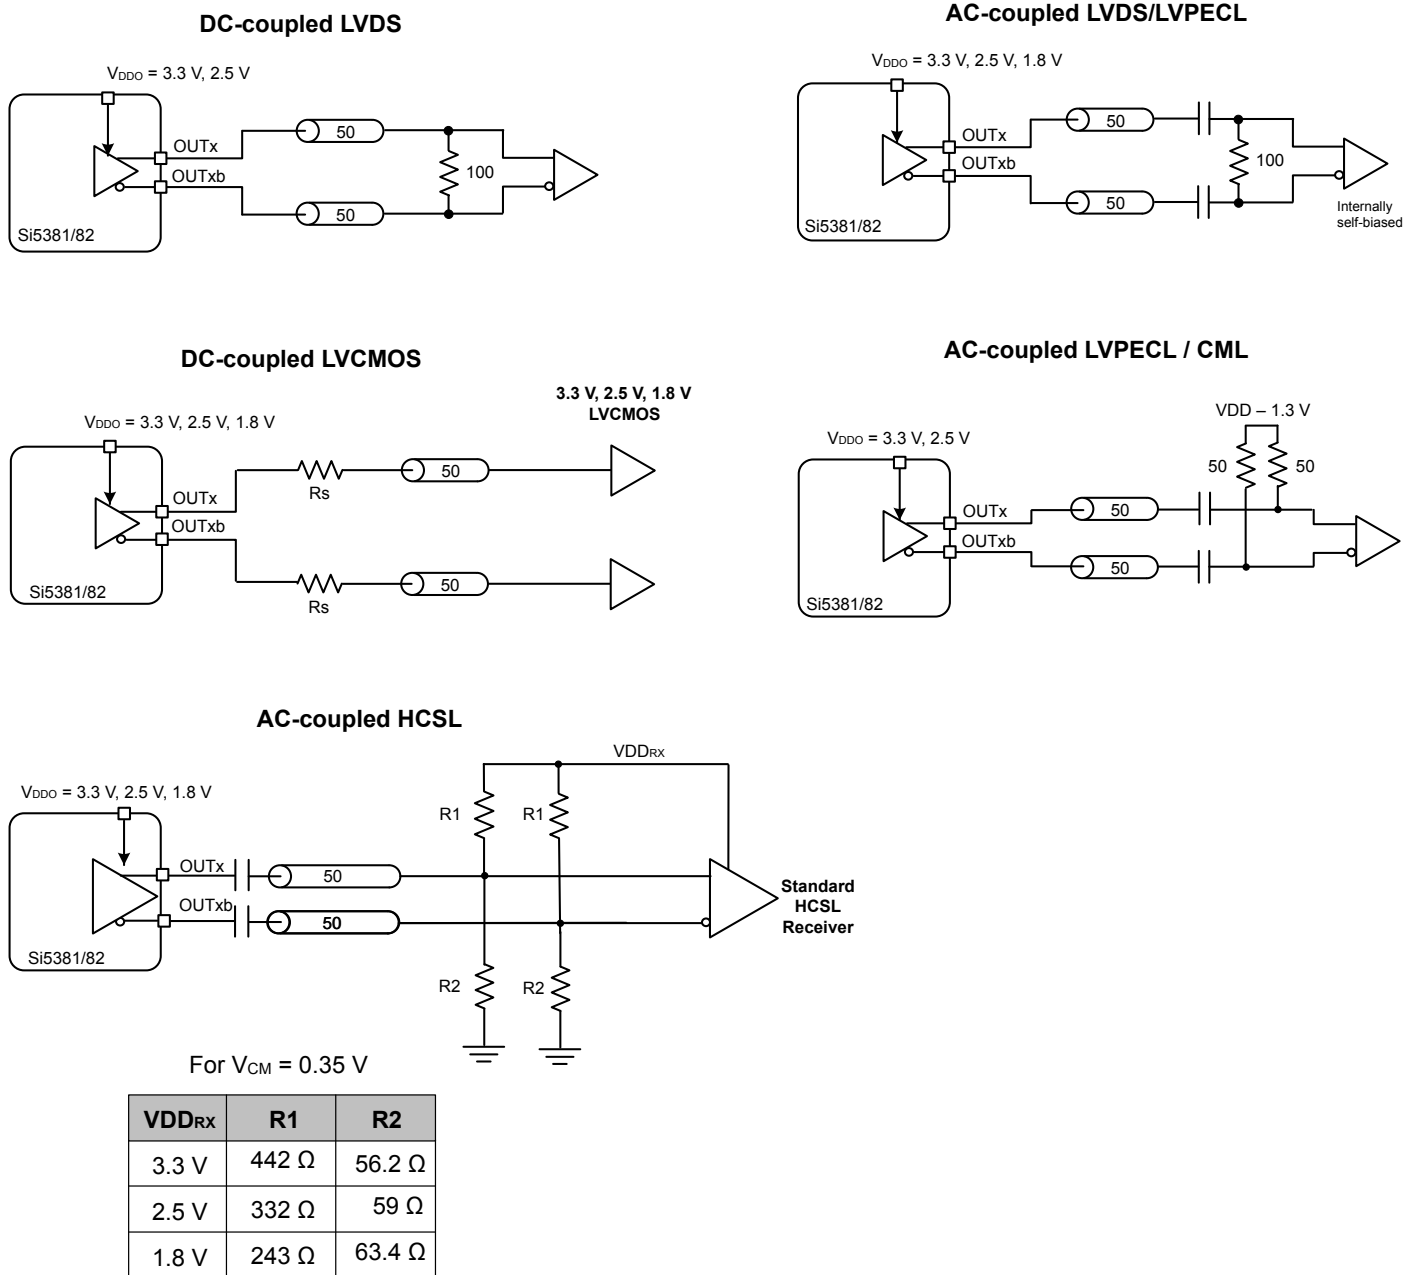 DC-coupled LVDS
VDDO = 3.3 V, 2.5 V
OUTx
OUTxb
50
50
100
Si5381/82
AC-coupled LVDS/LVPECL
VDDO = 3.3 V, 2.5 V, 1.8 V
OUTx
OUTxb
50
50
100
Internally
self-biased
Si5381/82
DC-coupled LVCMOS
3.3 V, 2.5 V, 1.8 V
LVCMOS
VDDO = 3.3 V, 2.5 V, 1.8 V
OUTx
OUTxb
Rs
50
Rs
50
Si5381/82
AC-coupled LVPECL / CML
VDD – 1.3 V
VDDO = 3.3 V, 2.5 V
50
50
OUTx
OUTxb
50
50
Si5381/82
AC-coupled HCSL
VDDRX
VDDO = 3.3 V, 2.5 V, 1.8 V
R1
R1
OUTx
50
OUTxb
50
Standard
HCSL
Receiver
Si5381/82
R2
R2
For VCM = 0.35 V
VDDRX R1 R2
3.3 V 442 Ω 56.2 Ω
2.5 V 332 Ω 59 Ω
1.8 V 243 Ω 63.4 Ω